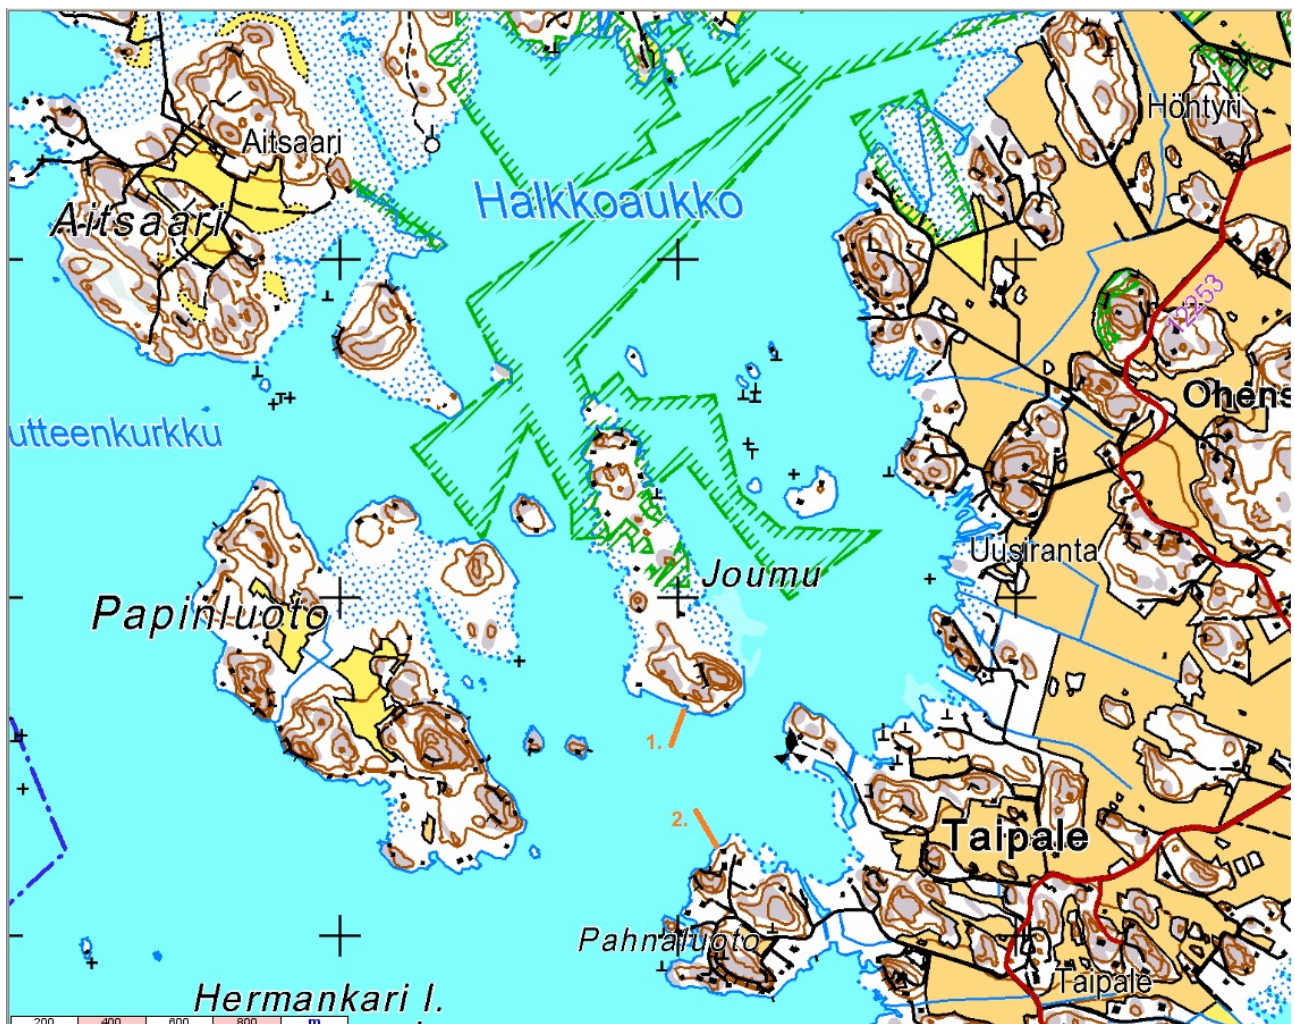 Höhtyri
Aitsaari
Halkkoaukko
Aitsaari
12253
Ohens
utteenkurkku
Uusiranta
Joumu
Papinluoto
1.
2.
Taipale
Pahnaluoto
Taipale
Hermankari l.
200 400 600 800 m